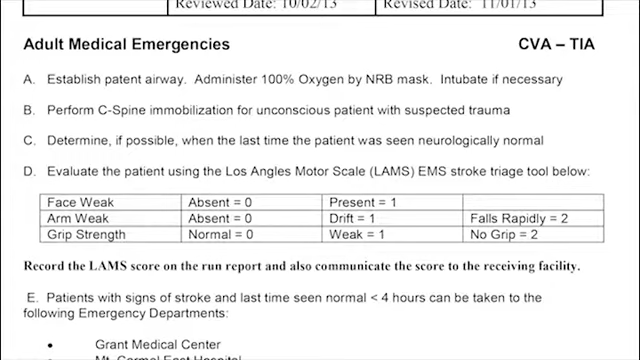 Reviewed Date: 10/02/13 Revised Date: 11/01/13
Adult Medical Emergencies CVA – TIA
A. Establish patent airway. Administer 100% Oxygen by NRB mask. Intubate if necessary
B. Perform C-Spine immobilization for unconscious patient with suspected trauma
C. Determine, if possible, when the last time the patient was seen neurologically normal
D. Evaluate the patient using the Los Angles Motor Scale (LAMS) EMS stroke triage tool below:
Face Weak Absent = 0 Present = 1
Arm Weak Absent = 0 Drift = 1 Falls Rapidly = 2
Grip Strength Normal = 0 Weak = 1 No Grip = 2
Record the LAMS score on the run report and also communicate the score to the receiving facility.
E. Patients with signs of stroke and last time seen normal < 4 hours can be taken to the
following Emergency Departments:
• Grant Medical Center
• Mt. Carmel East Hospital